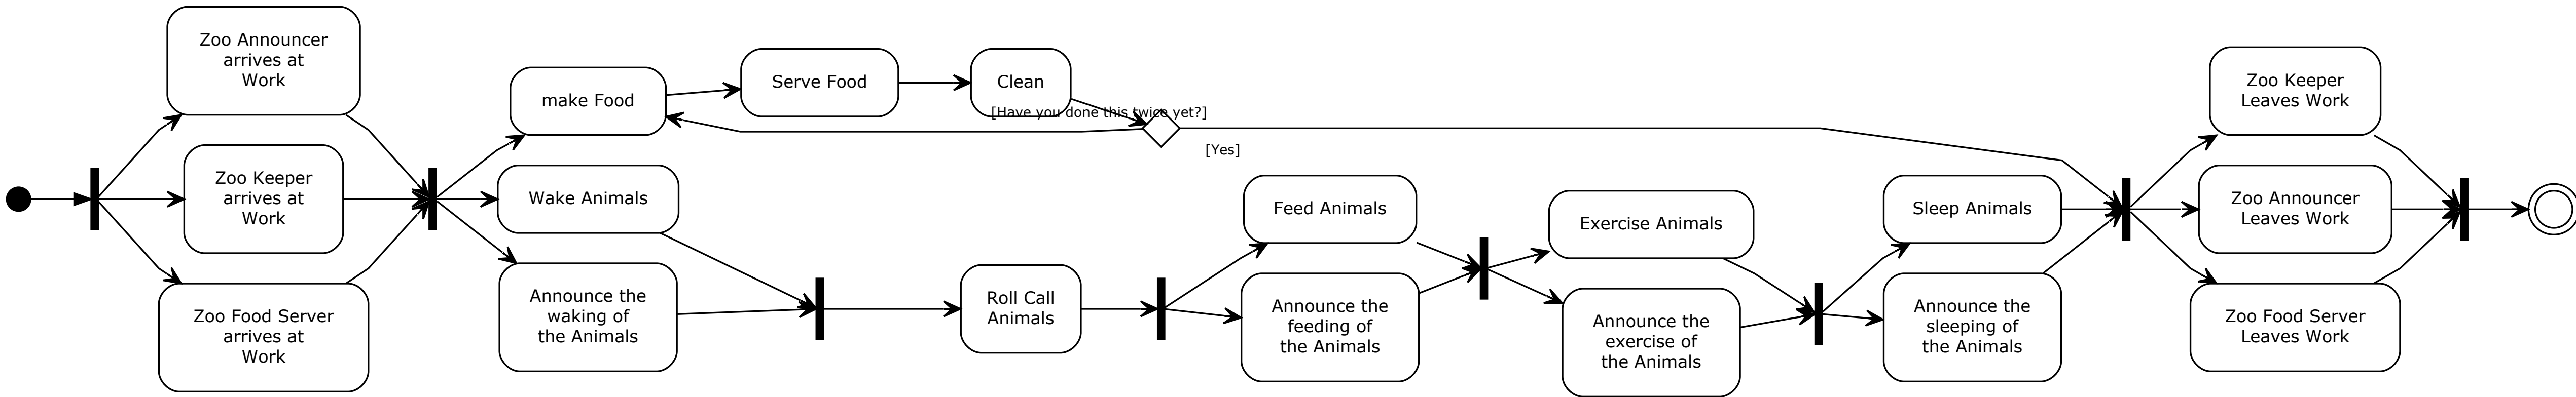 Zoo Announcer
arrives at
Work
Zoo Keeper
arrives at
Work
Zoo Food Server
arrives at
Work
make Food
Serve Food
Clean
[Have you done this twice yet?]
[Yes]
Wake Animals
Announce the
waking of
the Animals
Roll Call
Animals
Feed Animals
Announce the
feeding of
the Animals
Exercise Animals
Announce the
exercise of
the Animals
Sleep Animals
Announce the
sleeping of
the Animals
Zoo Keeper
Leaves Work
Zoo Announcer
Leaves Work
Zoo Food Server
Leaves Work